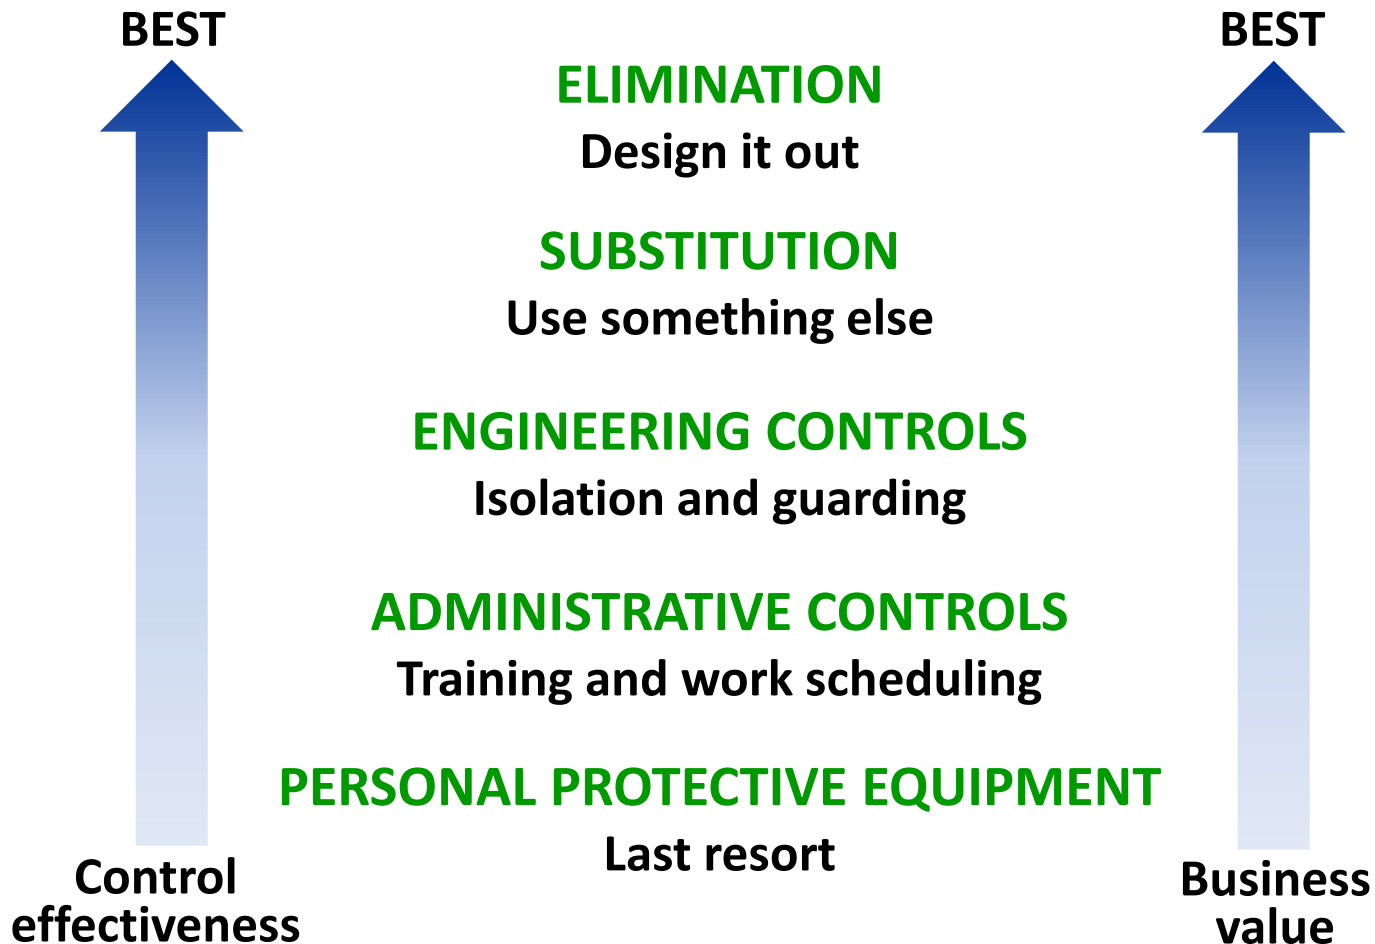 BEST
BEST
ELIMINATION
Design it out
SUBSTITUTION
Use something else
ENGINEERING CONTROLS
Isolation and guarding
ADMINISTRATIVE CONTROLS
Training and work scheduling
PERSONAL PROTECTIVE EQUIPMENT
Last resort
Control
effectiveness
Business
value